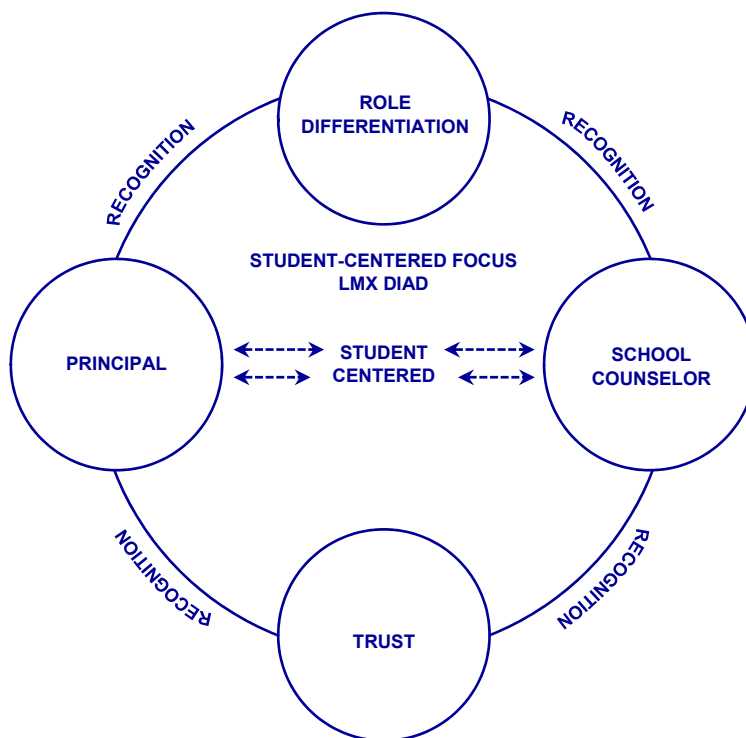 ROLE
DIFFERENTIATION
RECOGNITION
RECOGNITION
STUDENT-CENTERED FOCUS
LMX DIAD
PRINCIPAL
STUDENT
CENTERED
SCHOOL
COUNSELOR
RECOGNITION
RECOGNITION
TRUST